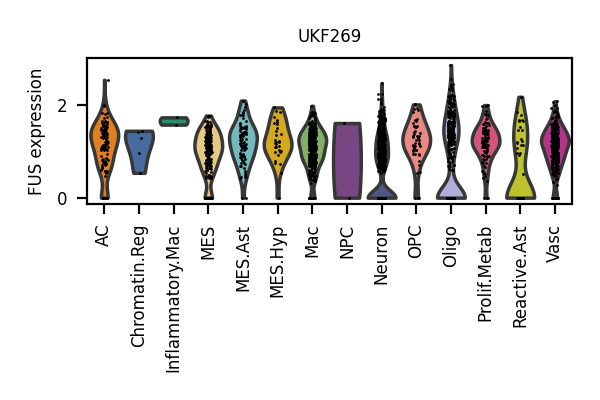 UKF269
FUS expression
2
0
AC
Chromatin.Reg
Inflammatory.Mac
MES
MES.Ast
MES.Hyp
Mac
NPC
Neuron
OPC
Oligo
Prolif.Metab
Reactive.Ast
Vasc